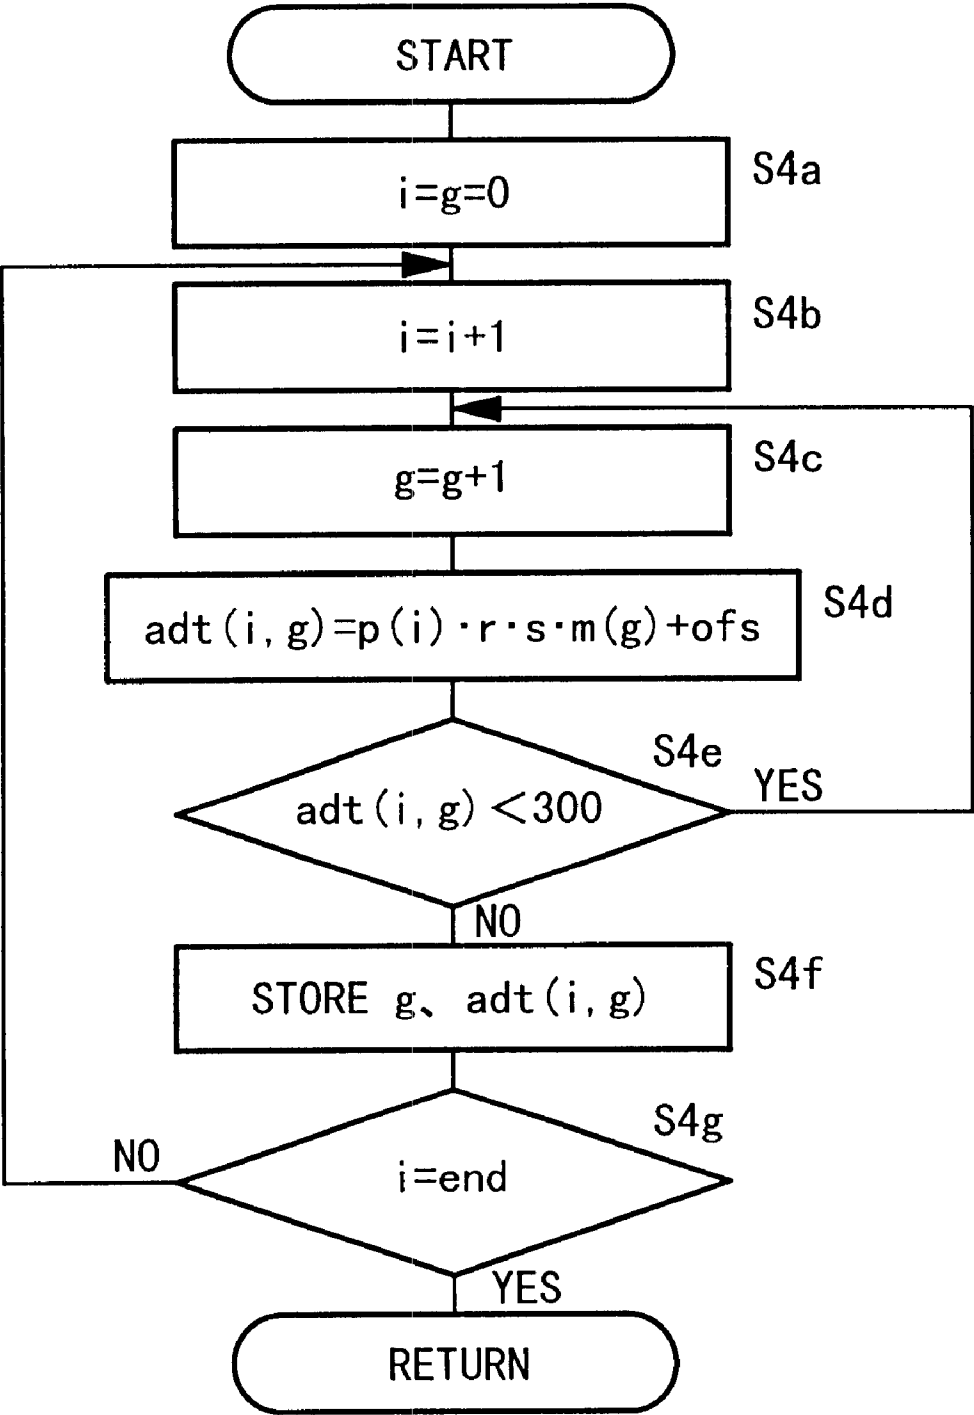 START
i=g=0
S4a
i=i+1
S4b
g=g+1
S4c
adt(i,g)=p(i)·r·s·m(g)+ofs
S4d
S4e
adt(i,g)<300
YES
NO
STORE g、adt(i,g)
S4f
S4g
NO
i=end
YES
RETURN